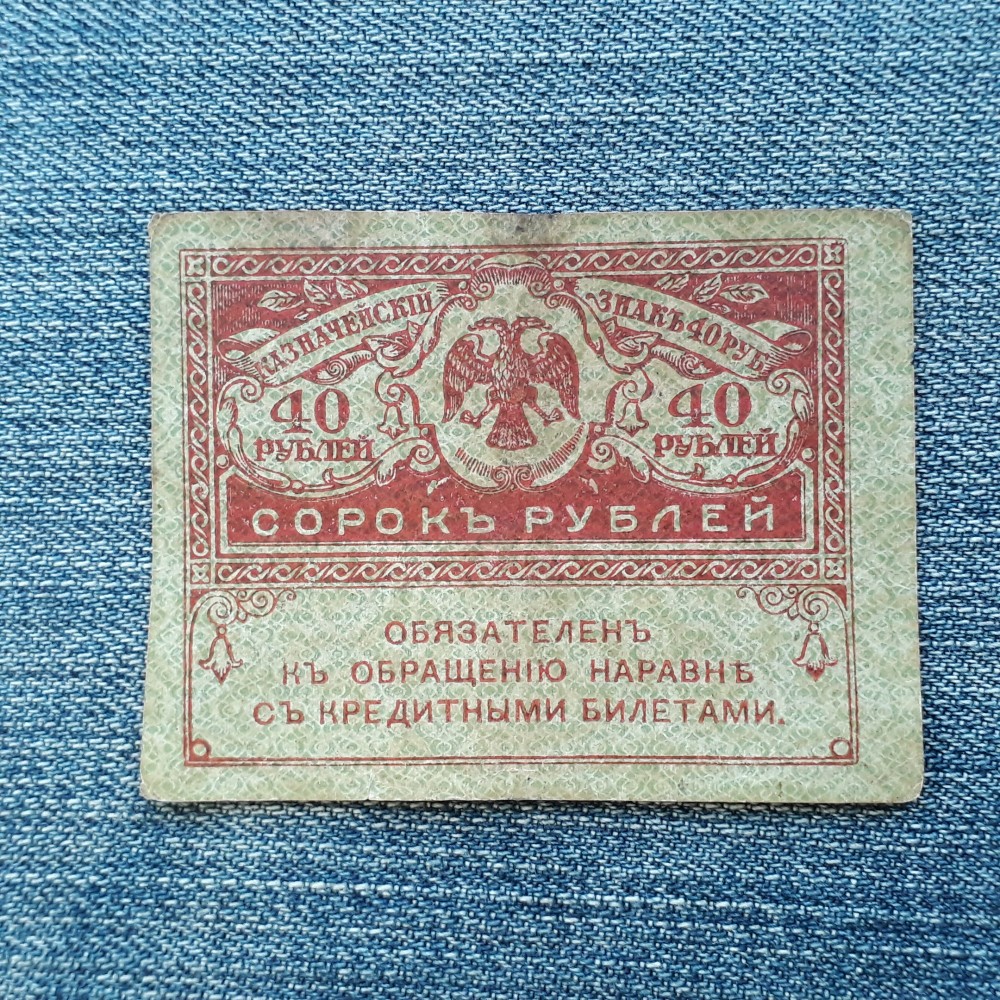 КАЗНАЧЕЙСКІЙ
ЗНАКЪ 40 РУБ
40
РУБЛЕЙ
40
РУБЛЕЙ
СОРОКЪ РУБЛЕЙ
ОБЯЗАТЕЛЕНЪ
КЪ ОБРАЩЕНІЮ НАРАВНѢ
СЪ КРЕДИТНЫМИ БИЛЕТАМИ.